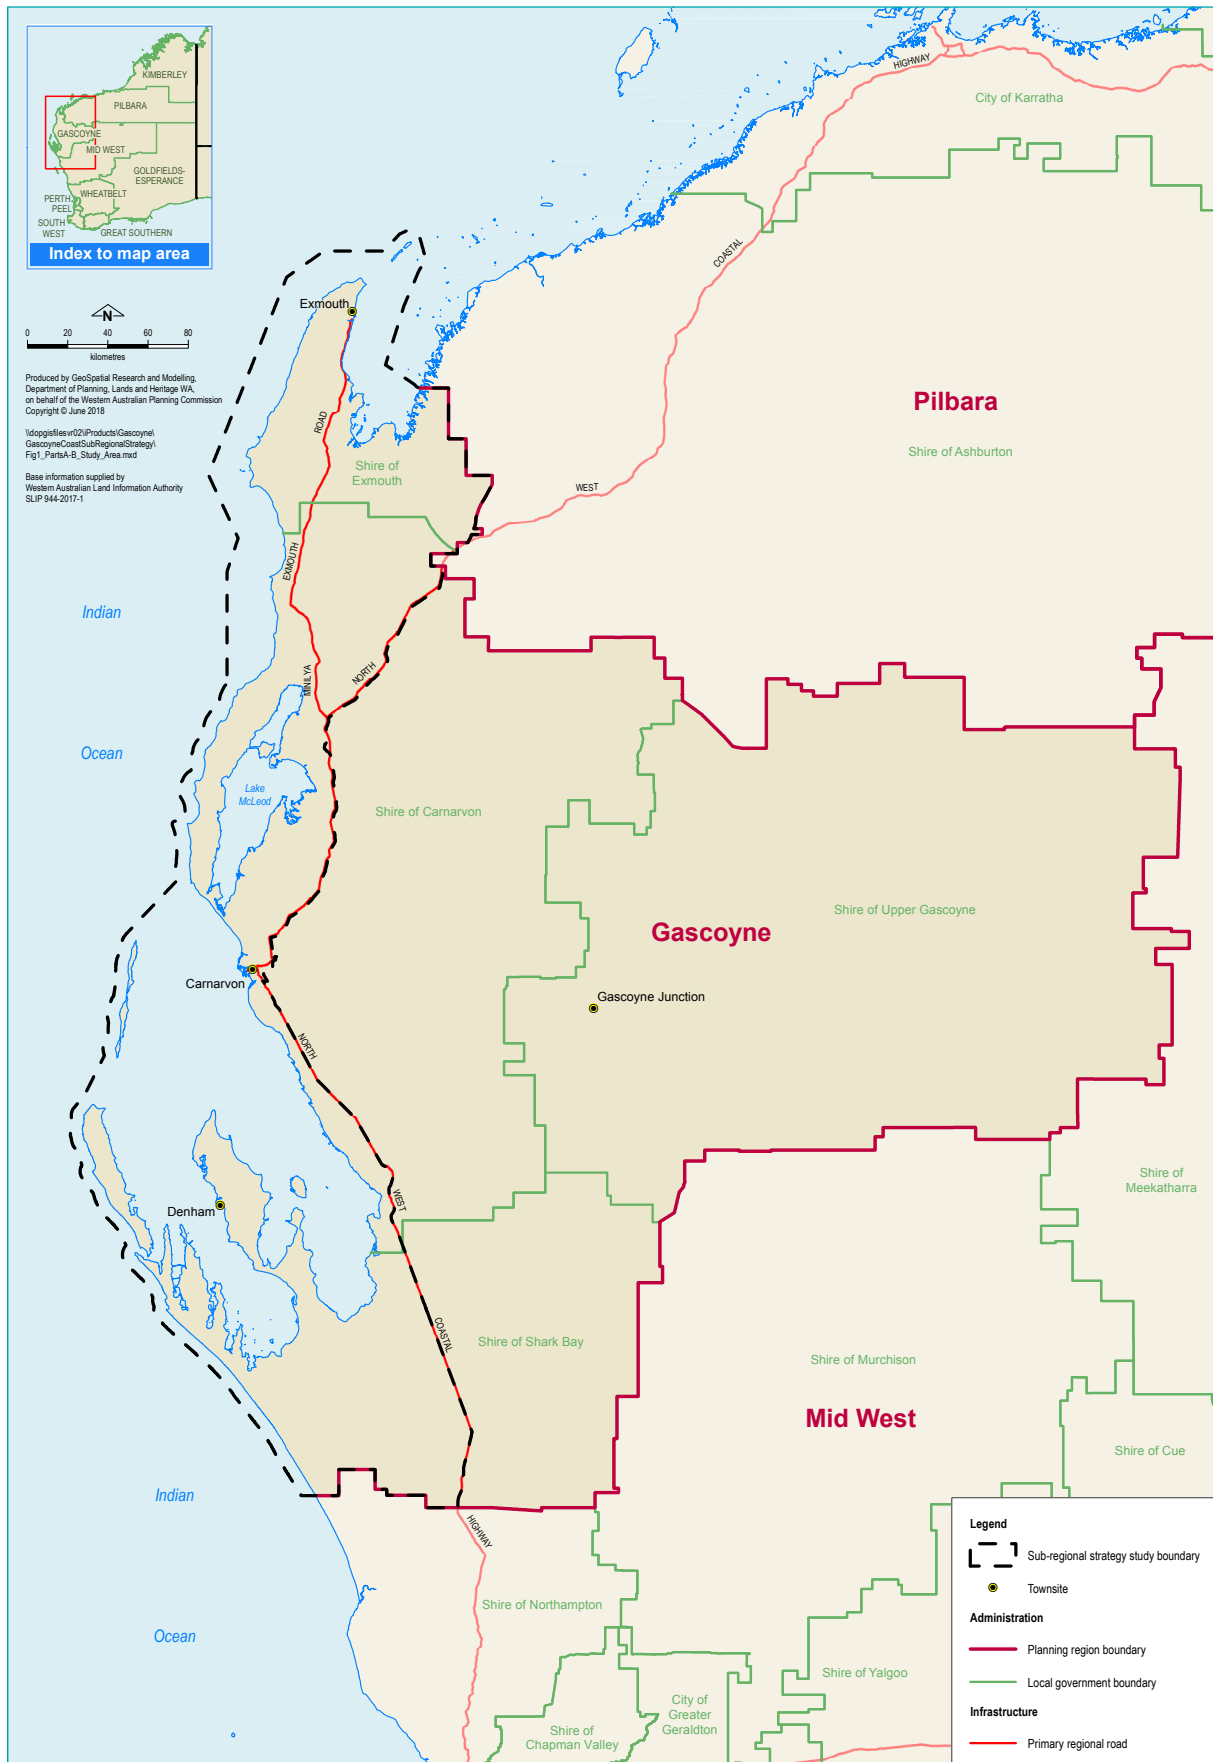 KIMBERLEY
PILBARA
GASCOYNE
MID WEST
GOLDFIELDS-
ESPERANCE
WHEATBELT
PERTH
PEEL
SOUTH
WEST
GREAT SOUTHERN
Index to map area
N
0 20 40 60 80
kilometres
Produced by GeoSpatial Research and Modelling,
Department of Planning, Lands and Heritage WA,
on behalf of the Western Australian Planning Commission
Copyright © June 2018
\\dopgisfilesvr02\iProducts\Gascoyne\
GascoyneCoastSubRegionalStrategy\
Fig1_PartsA-B_Study_Area.mxd
Base information supplied by
Western Australian Land Information Authority
SLIP 944-2017-1
HIGHWAY
City of Karratha
COASTAL
Exmouth
Pilbara
Shire of Ashburton
ROAD
Shire of
Exmouth
WEST
EXMOUTH
Indian
MINILYA
NORTH
Ocean
Lake
McLeod
Shire of Carnarvon
Shire of Upper Gascoyne
Gascoyne
Carnarvon
Gascoyne Junction
NORTH
Shire of
Meekatharra
WEST
Denham
COASTAL
Shire of Shark Bay
Shire of Murchison
Mid West
Shire of Cue
Indian
HIGHWAY
Ocean
Shire of Northampton
Shire of Yalgoo
City of
Greater
Geraldton
Shire of
Chapman Valley
Legend
Sub-regional strategy study boundary
Townsite
Administration
Planning region boundary
Local government boundary
Infrastructure
Primary regional road